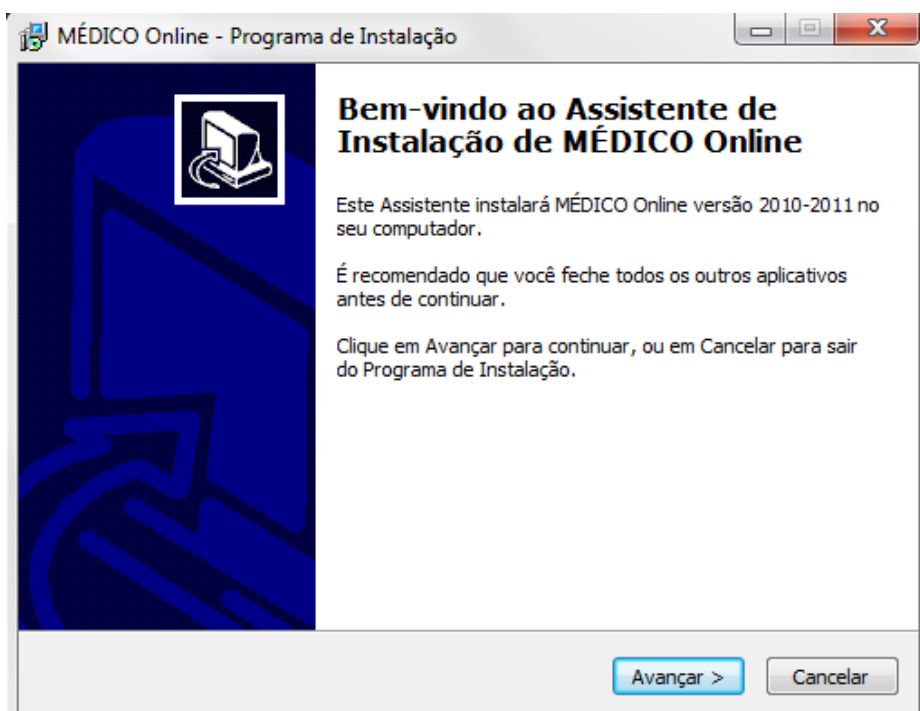 MÉDICO Online - Programa de Instalação
Bem-vindo ao Assistente de
Instalação de MÉDICO Online
Este Assistente instalará MÉDICO Online versão 2010-2011 no
seu computador.
É recomendado que você feche todos os outros aplicativos
antes de continuar.
Clique em Avançar para continuar, ou em Cancelar para sair
do Programa de Instalação.
Avançar >
Cancelar